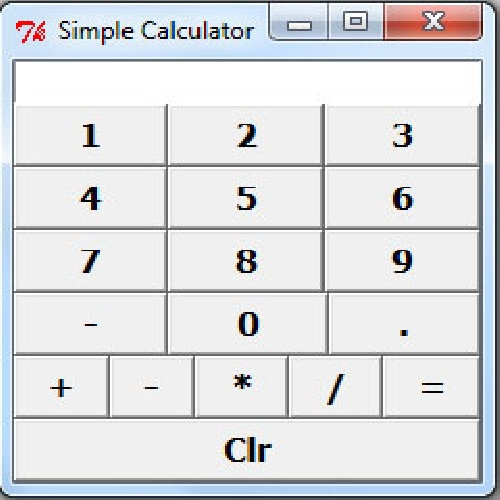 Simple Calculator
1 2 3
4 5 6
7 8 9
- 0 .
+ - * / =
Clr